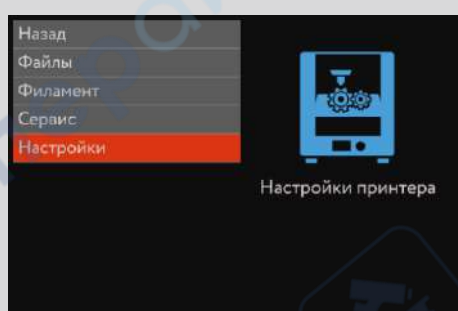 Назад
Файлы
Филамент
Сервис
Настройки
Настройки принтера